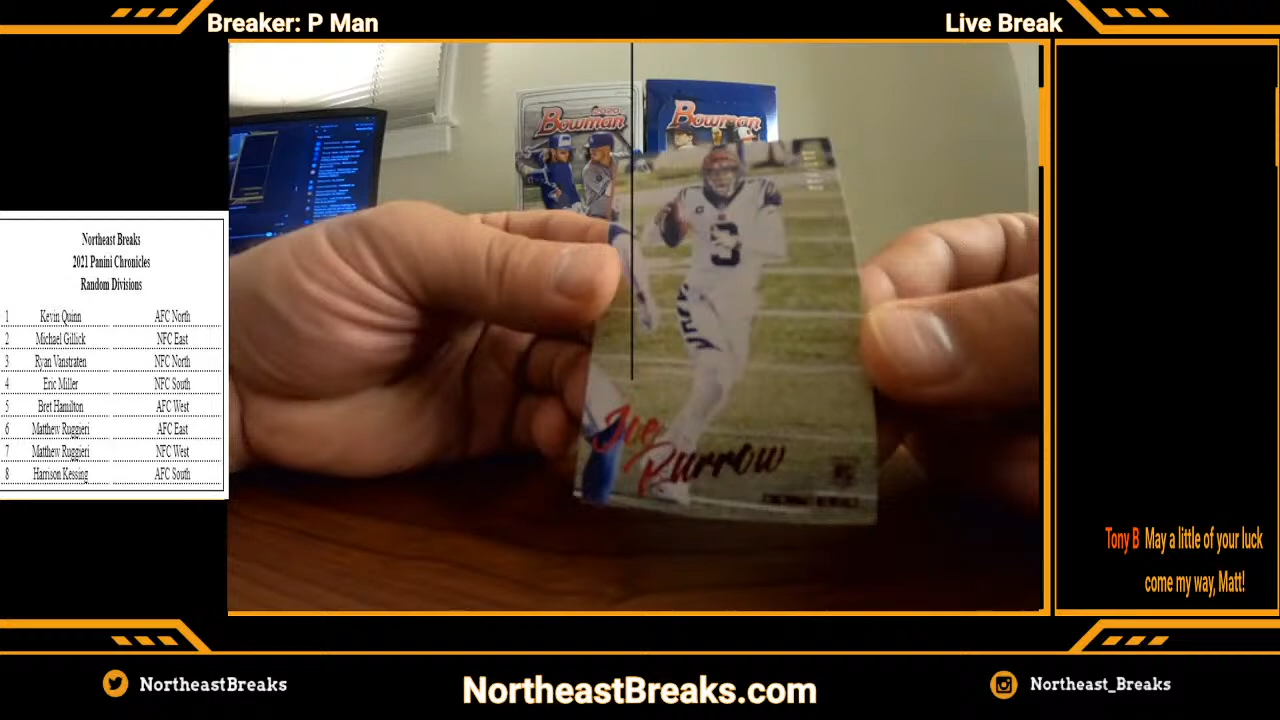 Breaker: P Man
Live Break
2020
Bowman
Bowman
Northeast Breaks
2021 Panini Chronicles
Random Divisions
1 Kevin Quinn AFC North
2 Michael Gillick NFC East
3 Ryan Vanstraten NFC North
4 Eric Miller NFC South
5 Bret Hamilton AFC West
6 Matthew Ruggieri AFC East
7 Matthew Ruggieri NFC West
8 Harrison Kessing AFC South
9
Joe
Burrow
Tony B May a little of your luck
come my way, Matt!
NortheastBreaks
NortheastBreaks.com
Northeast_Breaks